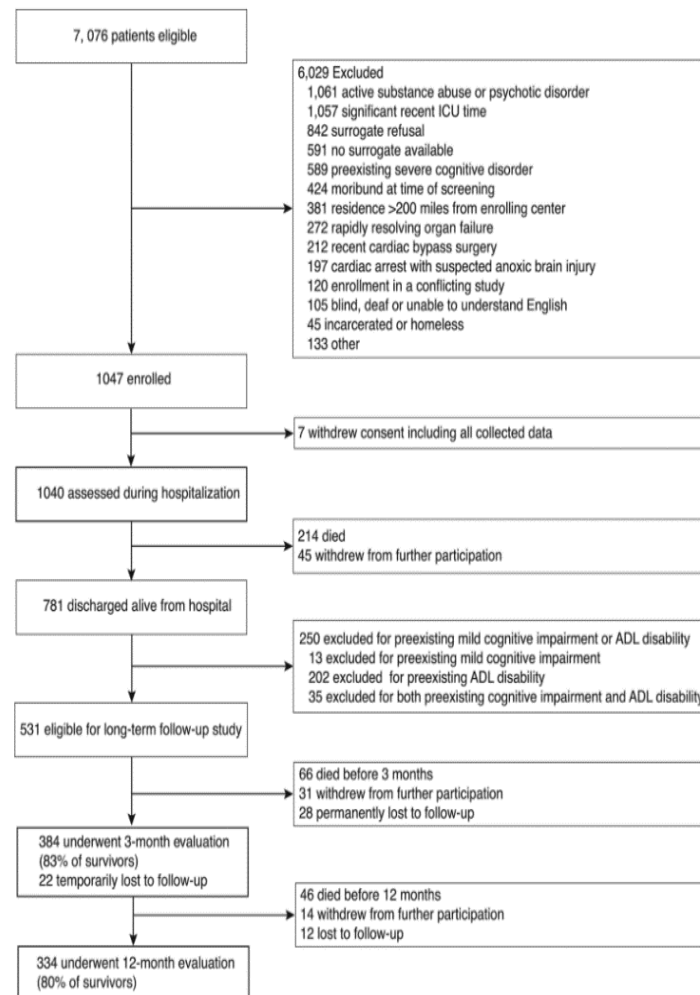 7, 076 patients eligible
6,029 Excluded
1,061 active substance abuse or psychotic disorder
1,057 significant recent ICU time
842 surrogate refusal
591 no surrogate available
589 preexisting severe cognitive disorder
424 moribund at time of screening
381 residence >200 miles from enrolling center
272 rapidly resolving organ failure
212 recent cardiac bypass surgery
197 cardiac arrest with suspected anoxic brain injury
120 enrollment in a conflicting study
105 blind, deaf or unable to understand English
45 incarcerated or homeless
133 other
1047 enrolled
7 withdrew consent including all collected data
1040 assessed during hospitalization
214 died
45 withdrew from further participation
781 discharged alive from hospital
250 excluded for preexisting mild cognitive impairment or ADL disability
13 excluded for preexisting mild cognitive impairment
202 excluded for preexisting ADL disability
35 excluded for both preexisting cognitive impairment and ADL disability
531 eligible for long-term follow-up study
66 died before 3 months
31 withdrew from further participation
28 permanently lost to follow-up
384 underwent 3-month evaluation
(83% of survivors)
22 temporarily lost to follow-up
46 died before 12 months
14 withdrew from further participation
12 lost to follow-up
334 underwent 12-month evaluation
(80% of survivors)